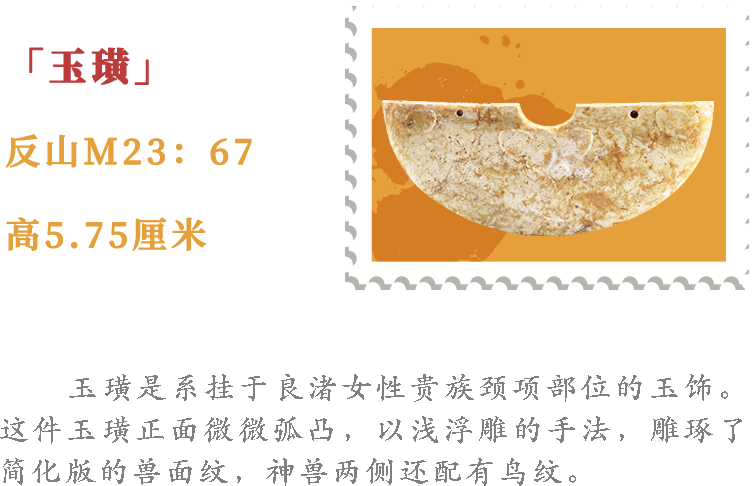 「玉璜」
反山M23：67
高5.75厘米
玉璜是系挂于良渚女性贵族颈项部位的玉饰。
这件玉璜正面微微弧凸，以浅浮雕的手法，雕琢了
简化版的兽面纹，神兽两侧还配有鸟纹。